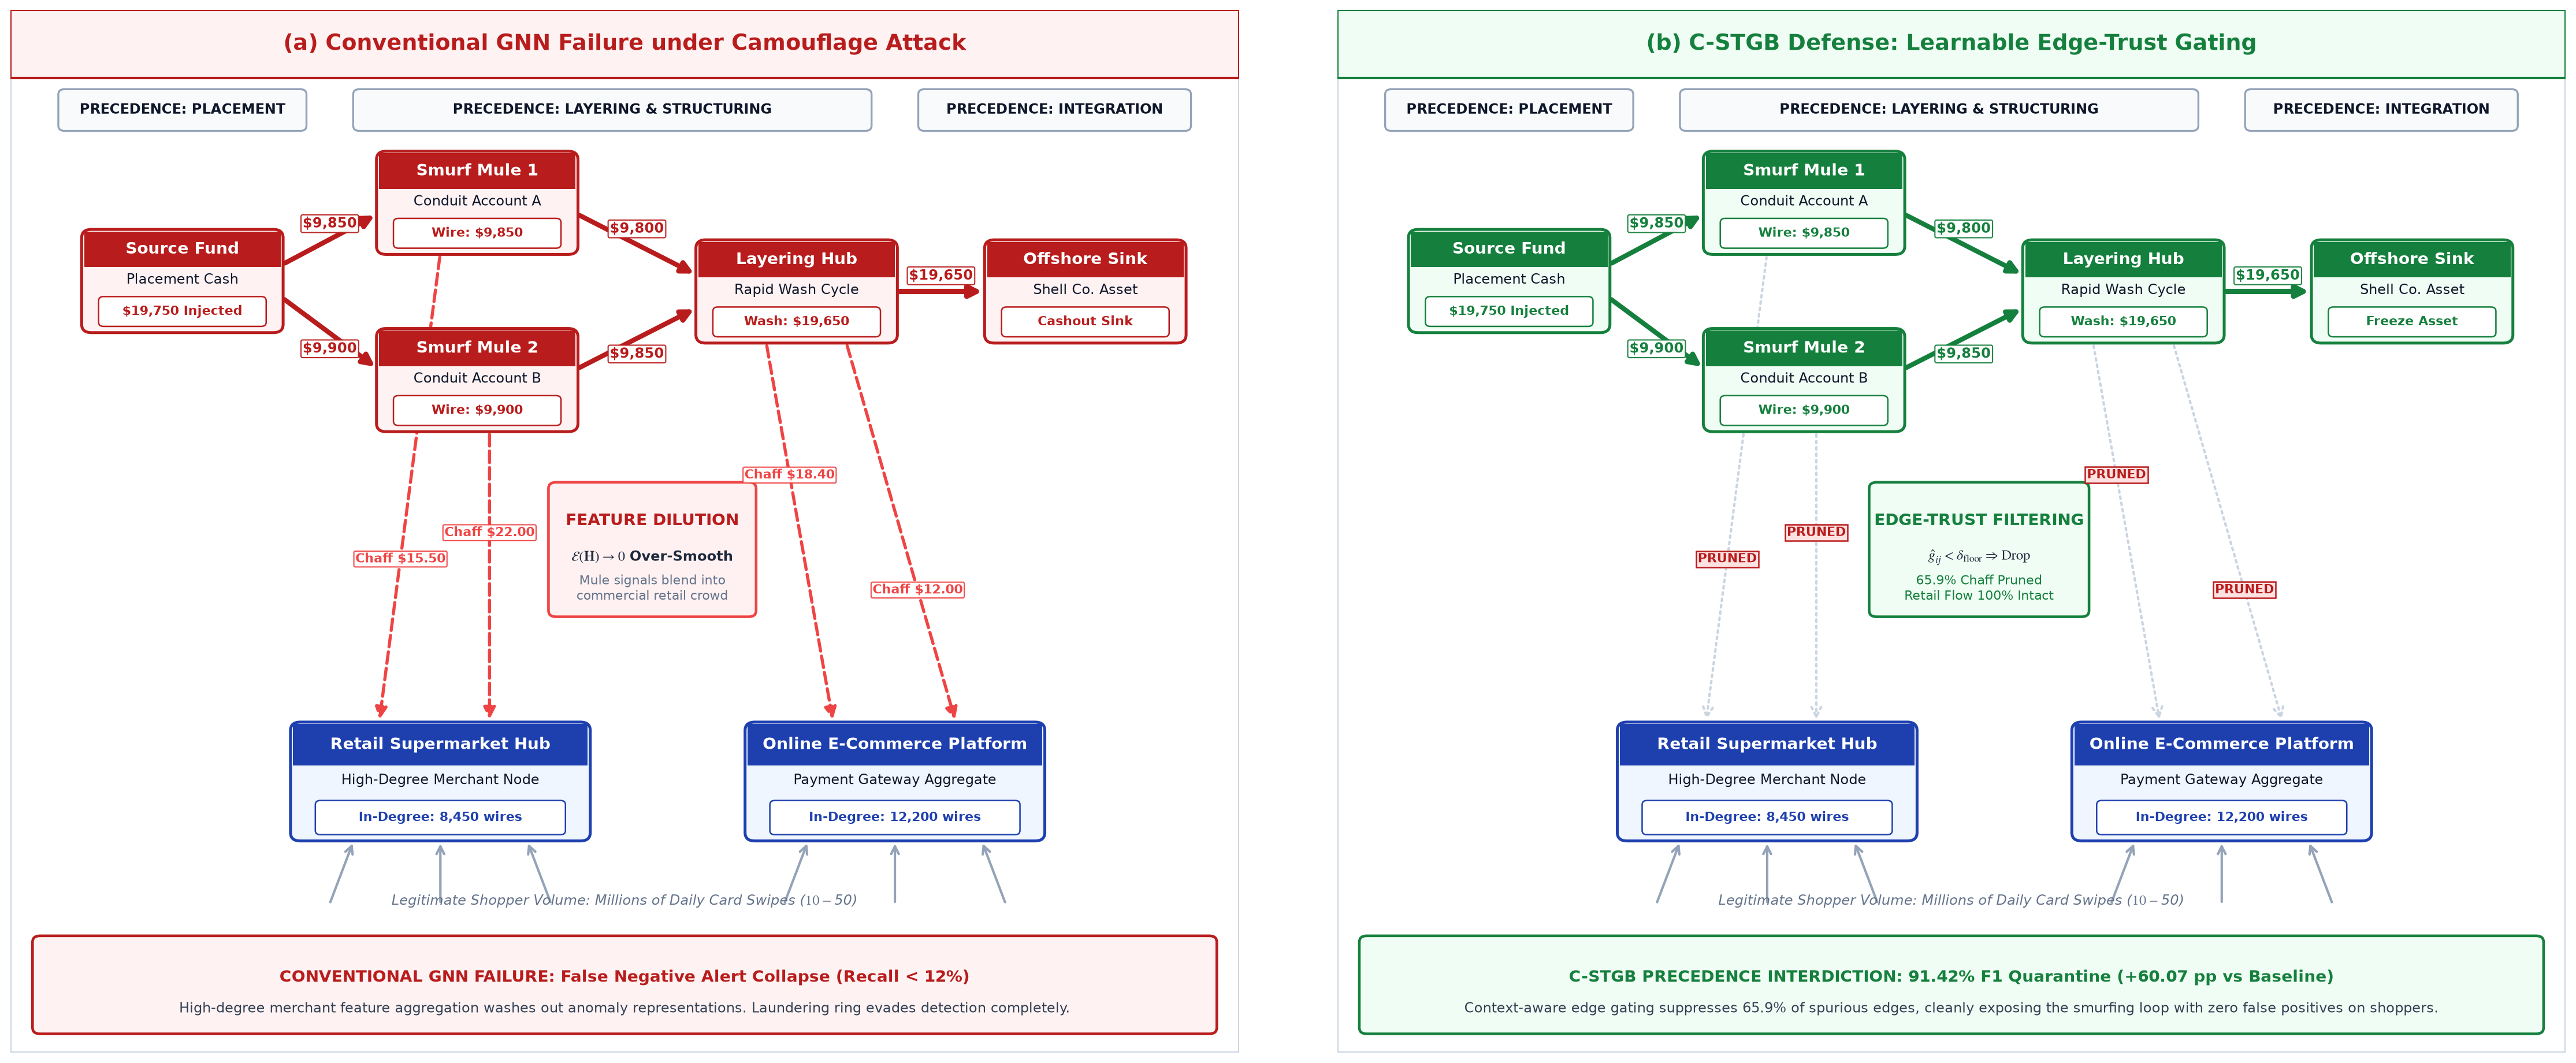 (a) Conventional GNN Failure under Camouflage Attack
PRECEDENCE: PLACEMENT
PRECEDENCE: LAYERING & STRUCTURING
PRECEDENCE: INTEGRATION
Smurf Mule 1
Conduit Account A
Wire: $9,850
$9,850
$9,800
Source Fund
Placement Cash
$19,750 Injected
Layering Hub
Rapid Wash Cycle
Wash: $19,650
$19,650
Offshore Sink
Shell Co. Asset
Cashout Sink
$9,900
$9,850
Smurf Mule 2
Conduit Account B
Wire: $9,900
Chaff $18.40
Chaff $22.00
Chaff $15.50
Chaff $12.00
FEATURE DILUTION
ℰ(H) → 0 Over-Smooth
Mule signals blend into
commercial retail crowd
Retail Supermarket Hub
High-Degree Merchant Node
In-Degree: 8,450 wires
Online E-Commerce Platform
Payment Gateway Aggregate
In-Degree: 12,200 wires
Legitimate Shopper Volume: Millions of Daily Card Swipes (10 – 50)
CONVENTIONAL GNN FAILURE: False Negative Alert Collapse (Recall < 12%)
High-degree merchant feature aggregation washes out anomaly representations. Laundering ring evades detection completely.
(b) C-STGB Defense: Learnable Edge-Trust Gating
PRECEDENCE: PLACEMENT
PRECEDENCE: LAYERING & STRUCTURING
PRECEDENCE: INTEGRATION
Smurf Mule 1
Conduit Account A
Wire: $9,850
$9,850
$9,800
Source Fund
Placement Cash
$19,750 Injected
Layering Hub
Rapid Wash Cycle
Wash: $19,650
$19,650
Offshore Sink
Shell Co. Asset
Freeze Asset
$9,900
$9,850
Smurf Mule 2
Conduit Account B
Wire: $9,900
PRUNED
PRUNED
PRUNED
PRUNED
EDGE-TRUST FILTERING
ĝij < δfloor ⇒ Drop
65.9% Chaff Pruned
Retail Flow 100% Intact
Retail Supermarket Hub
High-Degree Merchant Node
In-Degree: 8,450 wires
Online E-Commerce Platform
Payment Gateway Aggregate
In-Degree: 12,200 wires
Legitimate Shopper Volume: Millions of Daily Card Swipes (10 – 50)
C-STGB PRECEDENCE INTERDICTION: 91.42% F1 Quarantine (+60.07 pp vs Baseline)
Context-aware edge gating suppresses 65.9% of spurious edges, cleanly exposing the smurfing loop with zero false positives on shoppers.